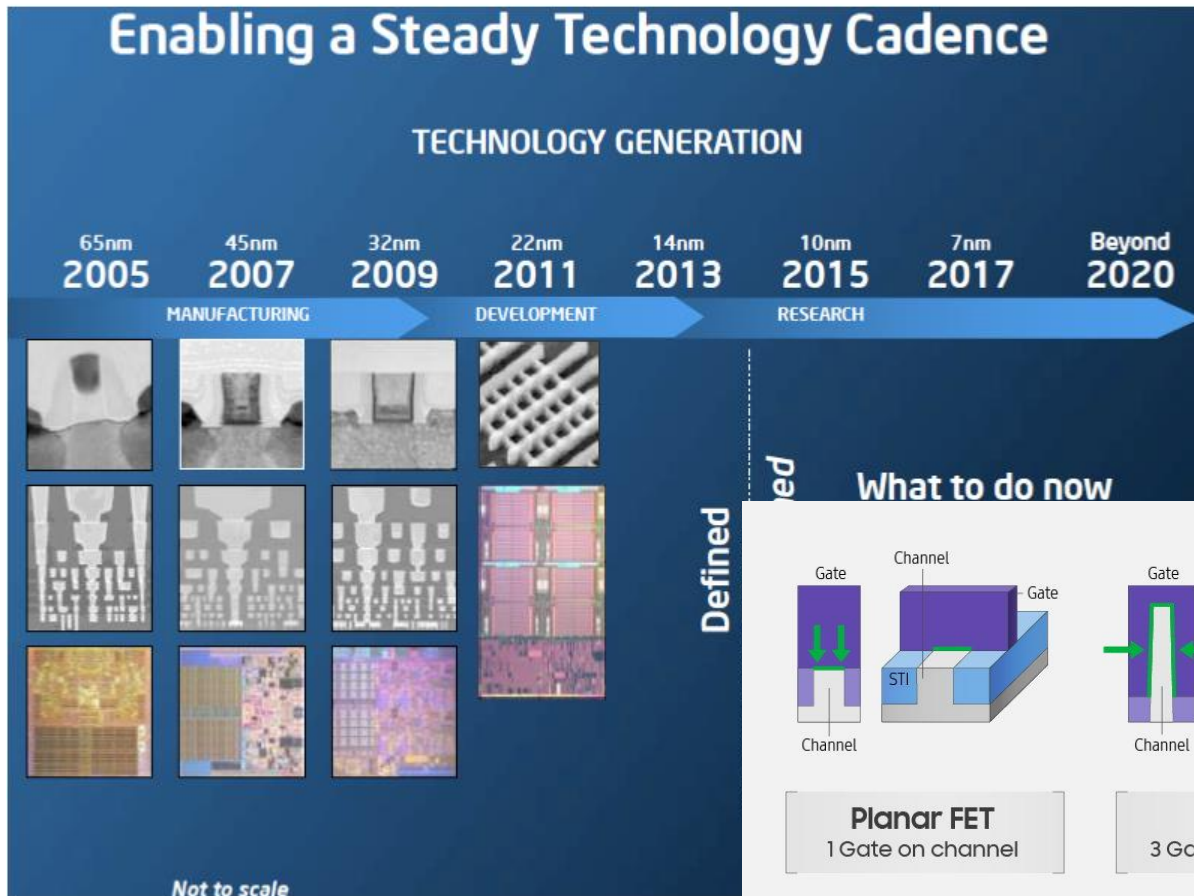 Enabling a Steady Technology Cadence
TECHNOLOGY GENERATION
65nm 45nm 32nm 22nm 14nm 10nm 7nm Beyond
2005 2007 2009 2011 2013 2015 2017 2020
MANUFACTURING DEVELOPMENT RESEARCH
Defined
What to do now
Gate
Channel
Gate
STI
Channel
Planar FET
1 Gate on channel
Gate
Channel
3
Not to scale